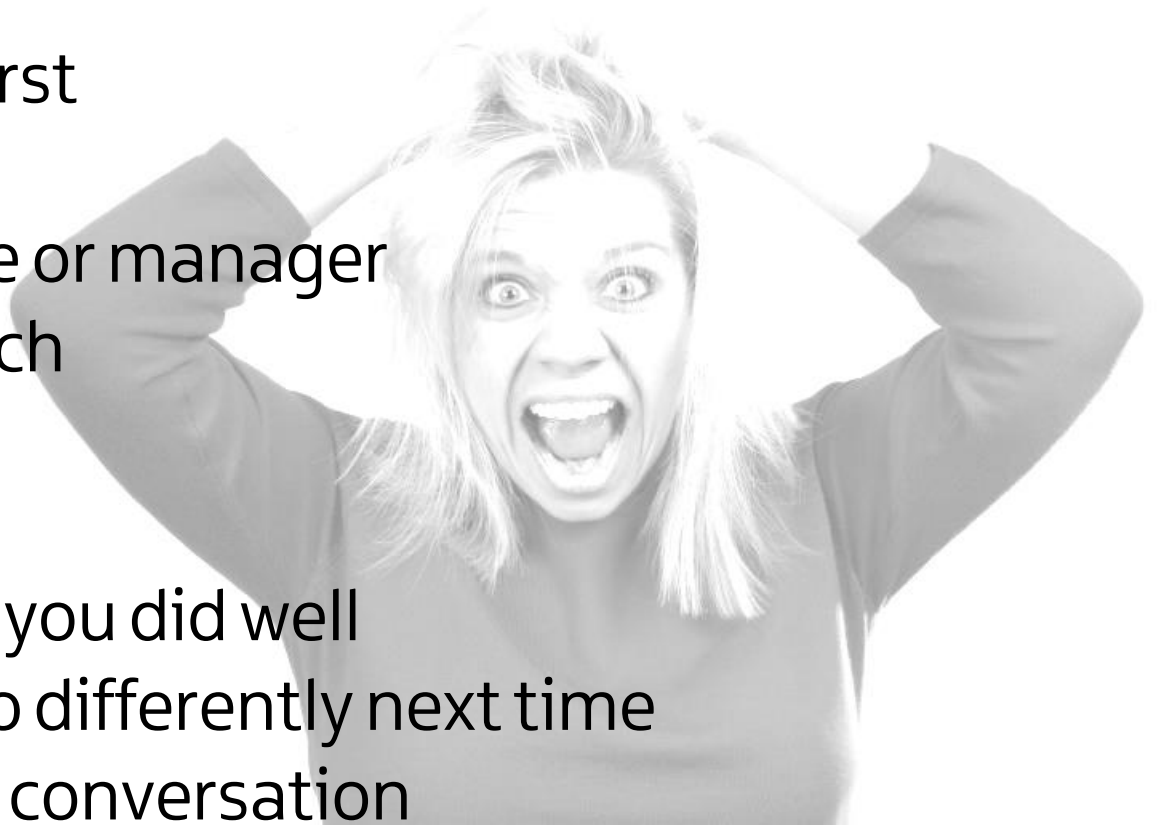 rst
e or manager
ch
you did well
o differently next time
conversation